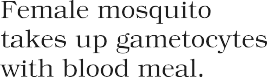 Female mosquito
takes up gametocytes
with blood meal.